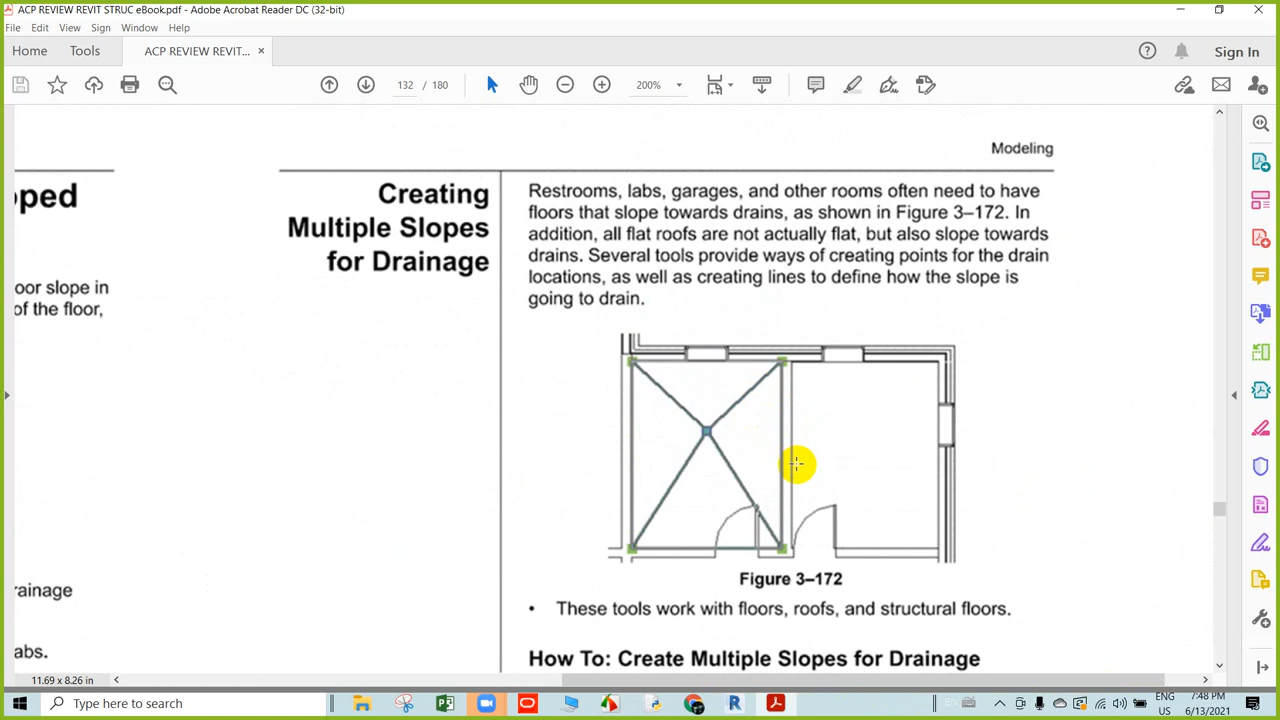 ACP REVIEW REVIT STRUC eBook.pdf - Adobe Acrobat Reader DC (32-bit)
File Edit View Sign Window Help
Home Tools ACP REVIEW REVIT... × Sign In
132 / 180 200%
Modeling
ped
oor slope in
of the floor,
rainage
abs.
Creating
Multiple Slopes
for Drainage
Restrooms, labs, garages, and other rooms often need to have
floors that slope towards drains, as shown in Figure 3–172. In
addition, all flat roofs are not actually flat, but also slope towards
drains. Several tools provide ways of creating points for the drain
locations, as well as creating lines to define how the slope is
going to drain.
Figure 3–172
• These tools work with floors, roofs, and structural floors.
How To: Create Multiple Slopes for Drainage
11.69 x 8.26 in
Type here to search
ENG
US
7:48 PM
6/13/2021